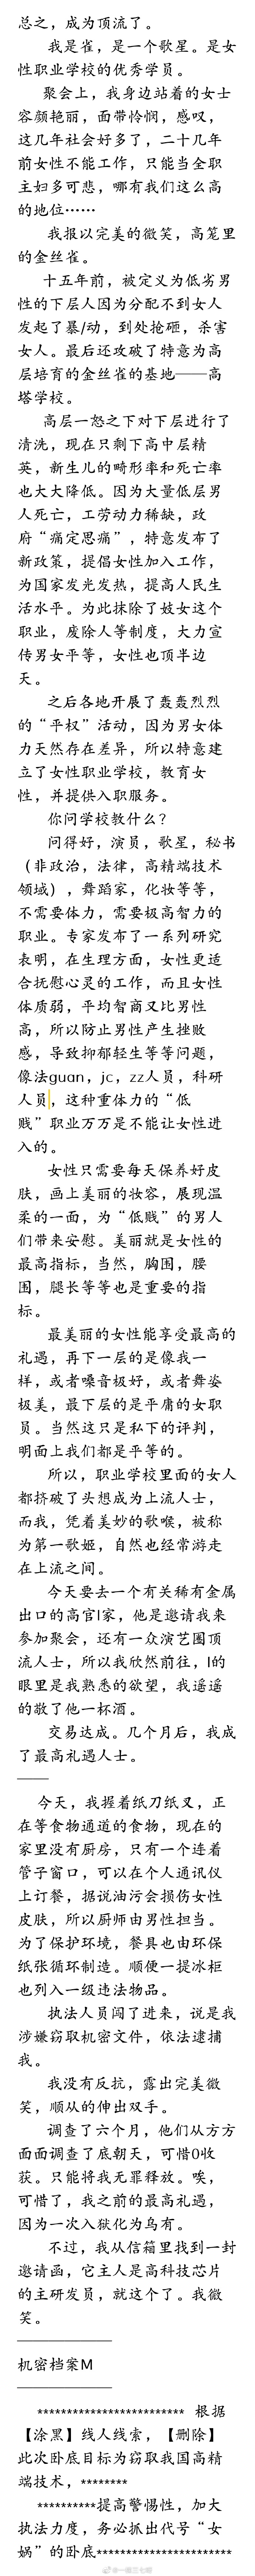 总之，成为顶流了。
我是雀，是一个歌星。是女
性职业学校的优秀学员。
聚会上，我身边站着的女士
容颜艳丽，面带怜悯，感叹，
这几年社会好多了，二十几年
前女性不能工作，只能当全职
主妇多可悲，哪有我们这么高
的地位……
我报以完美的微笑，高笼里
的金丝雀。
十五年前，被定义为低劣男
性的下层人因为分配不到女人
发起了暴/动，到处抢砸，杀害
女人。最后还攻破了特意为高
层培育的金丝雀的基地——高
塔学校。
高层一怒之下对下层进行了
清洗，现在只剩下高中层精
英，新生儿的畸形率和死亡率
也大大降低。因为大量低层男
人死亡，工劳动力稀缺，政
府“痛定思痛”，特意发布了
新政策，提倡女性加入工作，
为国家发光发热，提高人民生
活水平。为此抹除了妓女这个
职业，废除人等制度，大力宣
传男女平等，女性也顶半边
天。
之后各地开展了轰轰烈烈
的“平权”活动，因为男女体
力天然存在差异，所以特意建
立了女性职业学校，教育女
性，并提供入职服务。
你问学校教什么？
问得好，演员，歌星，秘书
（非政治，法律，高精端技术
领域），舞蹈家，化妆等等，
不需要体力，需要极高智力的
职业。专家发布了一系列研究
表明，在生理方面，女性更适
合抚慰心灵的工作，而且女性
体质弱，平均智商又比男性
高，所以防止男性产生挫败
感，导致抑郁轻生等等问题，
像法guan，jc，zz人员，科研
人员，这种重体力的“低
贱”职业万万是不能让女性进
入的。
女性只需要每天保养好皮
肤，画上美丽的妆容，展现温
柔的一面，为“低贱”的男人
们带来安慰。美丽就是女性的
最高指标，当然，胸围，腰
围，腿长等等也是重要的指
标。
最美丽的女性能享受最高的
礼遇，再下一层的是像我一
样，或者嗓音极好，或者舞姿
极美，最下层的是平庸的女职
员。当然这只是私下的评判，
明面上我们都是平等的。
所以，职业学校里面的女人
都挤破了头想成为上流人士，
而我，凭着美妙的歌喉，被称
为第一歌姬，自然也经常游走
在上流之间。
今天要去一个有关稀有金属
出口的高官l家，他是邀请我来
参加聚会，还有一众演艺圈顶
流人士，所以我欣然前往，l的
眼里是我熟悉的欲望，我遥遥
的敬了他一杯酒。
交易达成。几个月后，我成
了最高礼遇人士。
——
今天，我握着纸刀纸叉，正
在等食物通道的食物，现在的
家里没有厨房，只有一个连着
管子窗口，可以在个人通讯仪
上订餐，据说油污会损伤女性
皮肤，所以厨师由男性担当。
为了保护环境，餐具也由环保
纸张循环制造。顺便一提冰柜
也列入一级违法物品。
执法人员闯了进来，说是我
涉嫌窃取机密文件，依法逮捕
我。
我没有反抗，露出完美微
笑，顺从的伸出双手。
调查了六个月，他们从方方
面面调查了底朝天，可惜0收
获。只能将我无罪释放。唉，
可惜了，我之前的最高礼遇，
因为一次入狱化为乌有。
不过，我从信箱里找到一封
邀请函，它主人是高科技芯片
的主研发员，就这个了。我微
笑。
——————
机密档案M
——————
************************* 根据
【涂黑】线人线索，【删除】
此次卧底目标为窃取我国高精
端技术，********
**********提高警惕性，加大
执法力度，务必抓出代号“女
娲”的卧底***********************